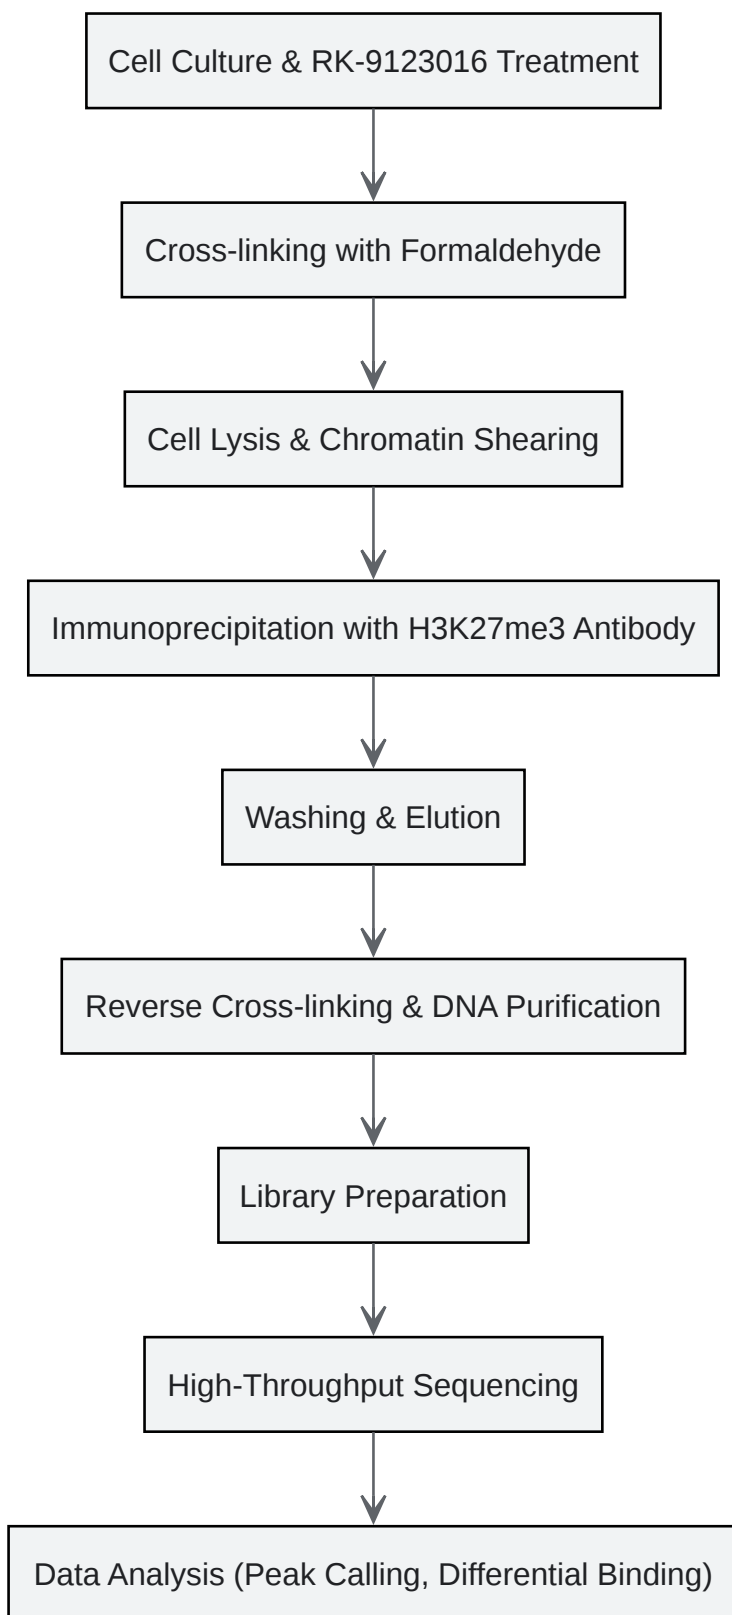 Cell Culture & RK-9123016 Treatment
Cross-linking with Formaldehyde
Cell Lysis & Chromatin Shearing
Immunoprecipitation with H3K27me3 Antibody
Washing & Elution
Reverse Cross-linking & DNA Purification
Library Preparation
High-Throughput Sequencing
Data Analysis (Peak Calling, Differential Binding)